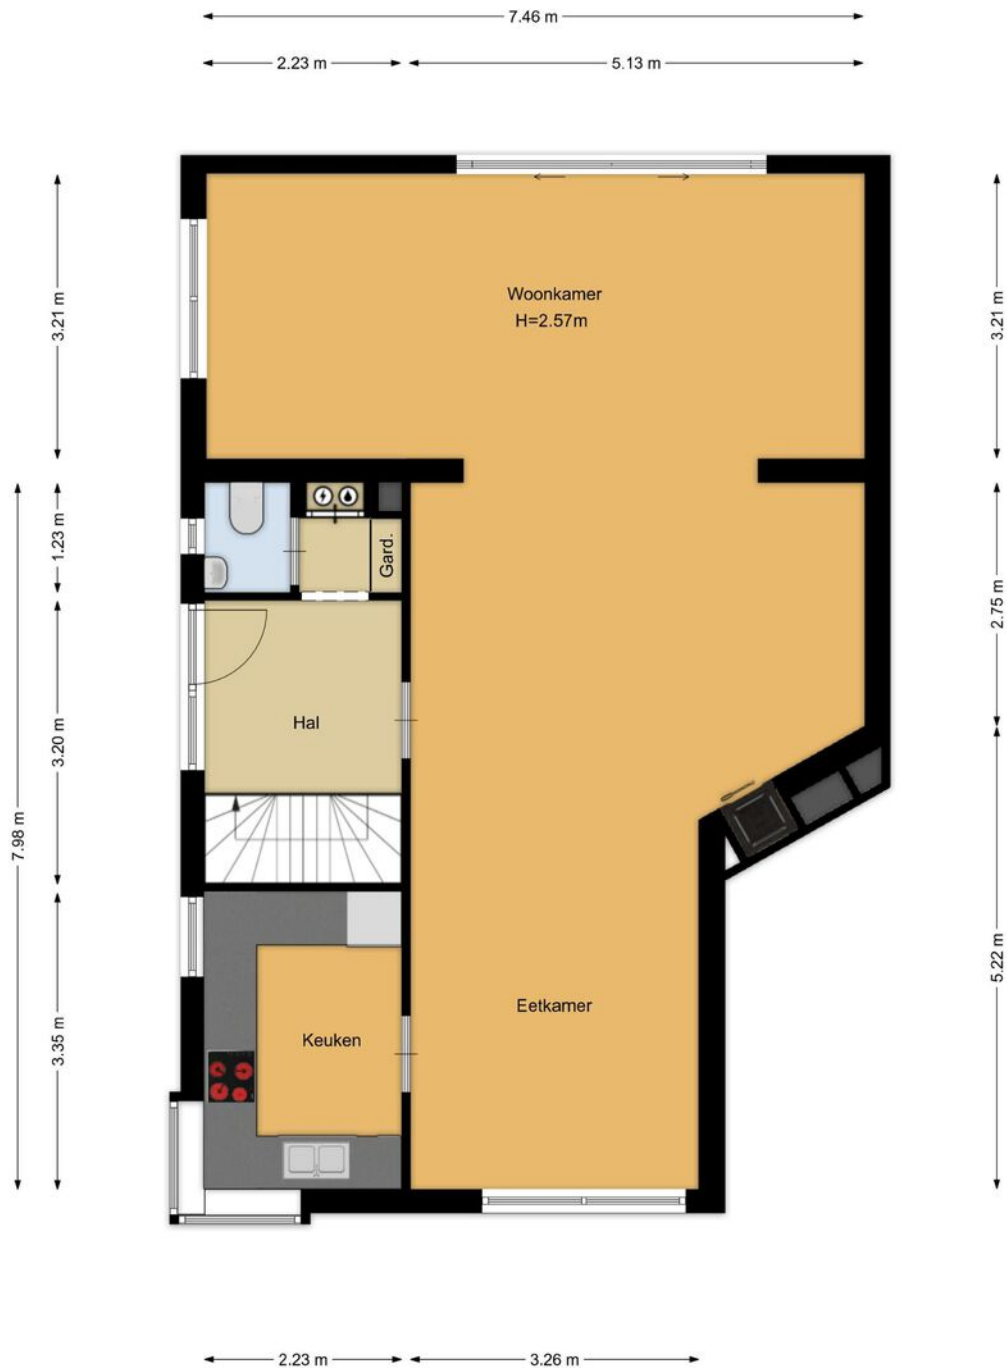 7.46 m
2.23 m
5.13 m
3.21 m
3.21 m
Woonkamer
H=2.57m
1.23 m
Gard.
2.75 m
Hal
3.20 m
7.98 m
5.22 m
Eetkamer
Keuken
3.35 m
2.23 m
3.26 m